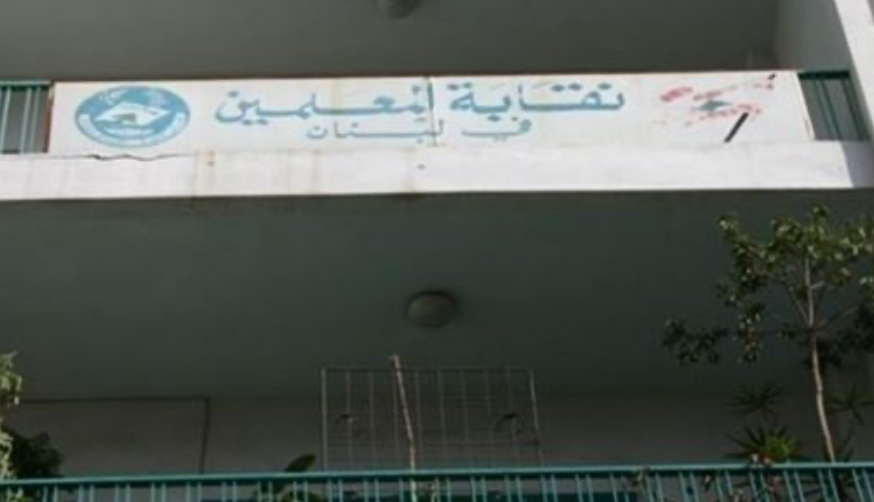 نقابة المعلمين
في لبنان